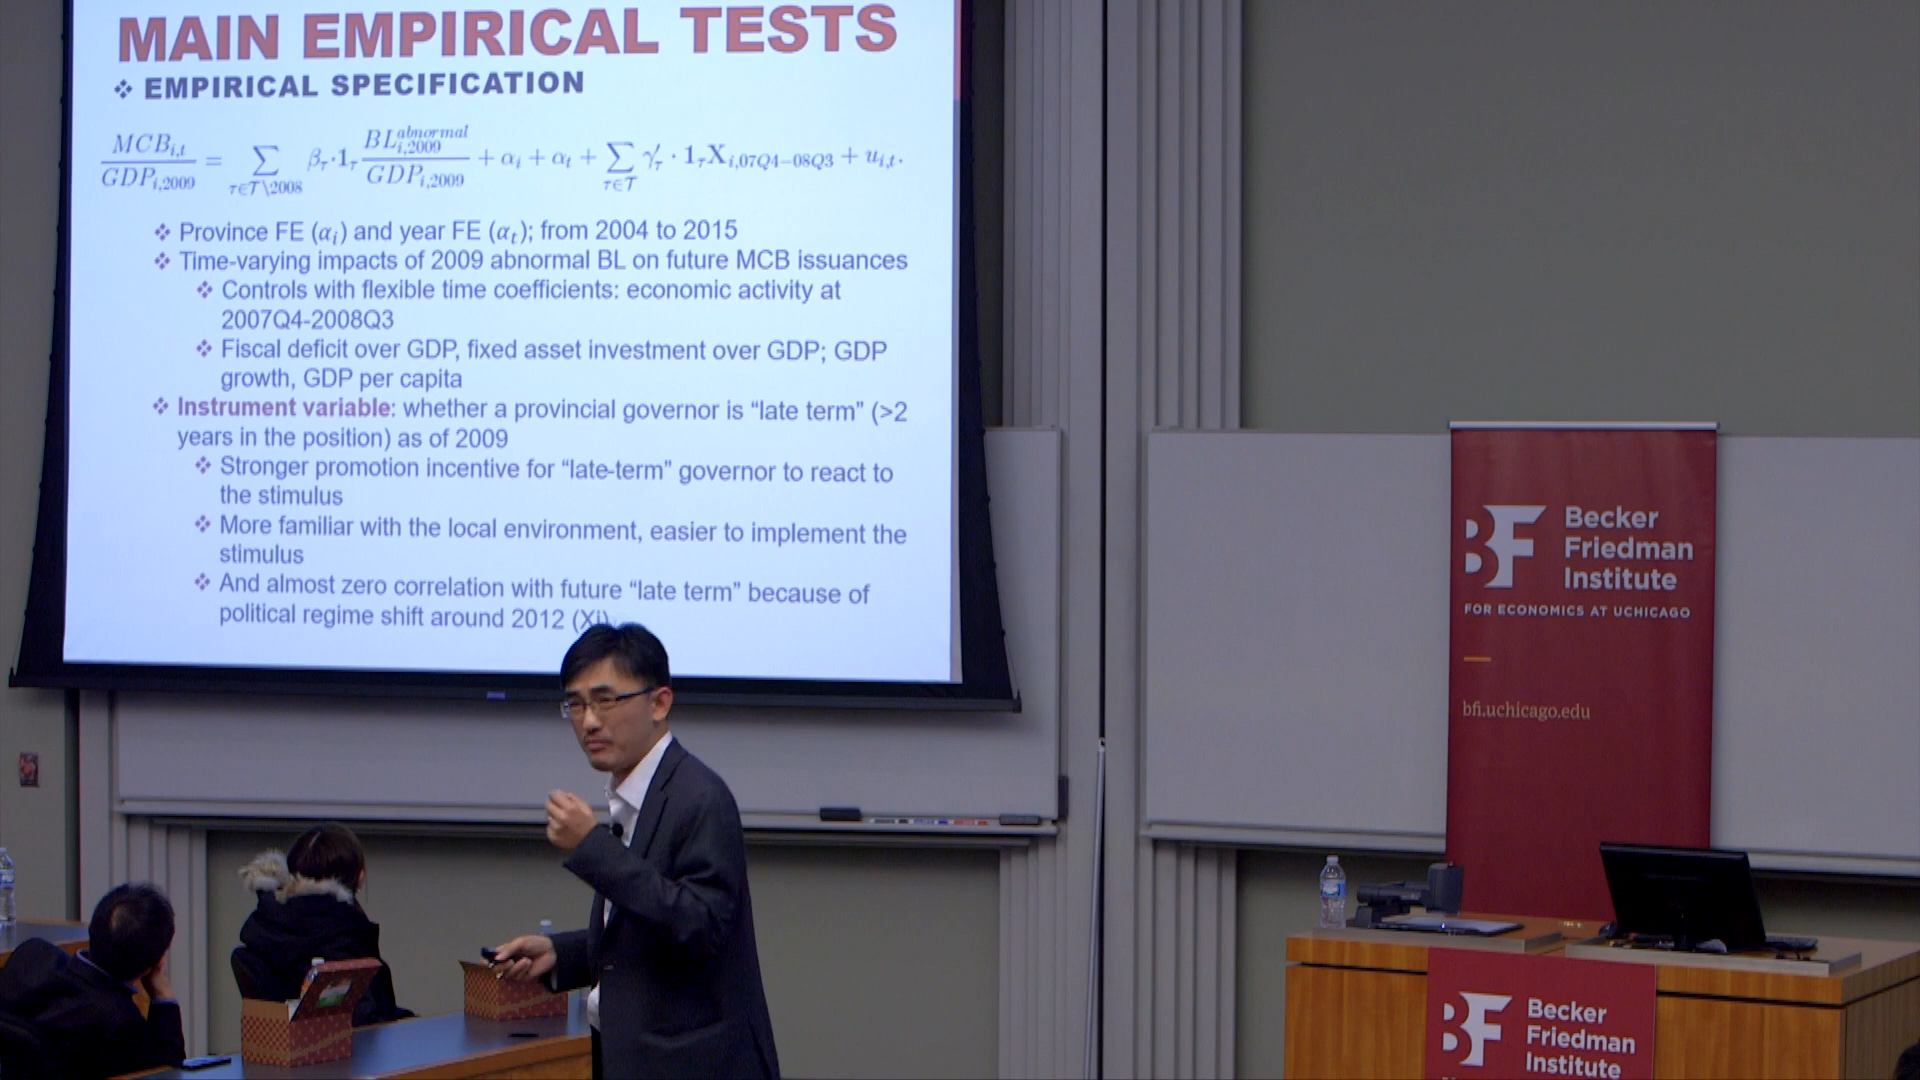 MAIN EMPIRICAL TESTS
❖ EMPIRICAL SPECIFICATION
MCB_{i,t} / GDP_{i,2009} = ∑_{τ∈T\2008} β_τ · 1_τ BL^{abnormal}_{i,2009} / GDP_{i,2009} + α_i + α_t + ∑_{τ∈T} γ'_τ · 1_τ X_{i,07Q4−08Q3} + u_{i,t}.
❖ Province FE (α_i) and year FE (α_t); from 2004 to 2015
❖ Time-varying impacts of 2009 abnormal BL on future MCB issuances
❖ Controls with flexible time coefficients: economic activity at
2007Q4-2008Q3
❖ Fiscal deficit over GDP, fixed asset investment over GDP; GDP
growth, GDP per capita
❖ Instrument variable: whether a provincial governor is “late term” (>2
years in the position) as of 2009
❖ Stronger promotion incentive for “late-term” governor to react to
the stimulus
❖ More familiar with the local environment, easier to implement the
stimulus
❖ And almost zero correlation with future “late term” because of
political regime shift around 2012 (Xi)
BF
Becker
Friedman
Institute
FOR ECONOMICS AT UCHICAGO
bfi.uchicago.edu
BF
Becker
Friedman
Institute